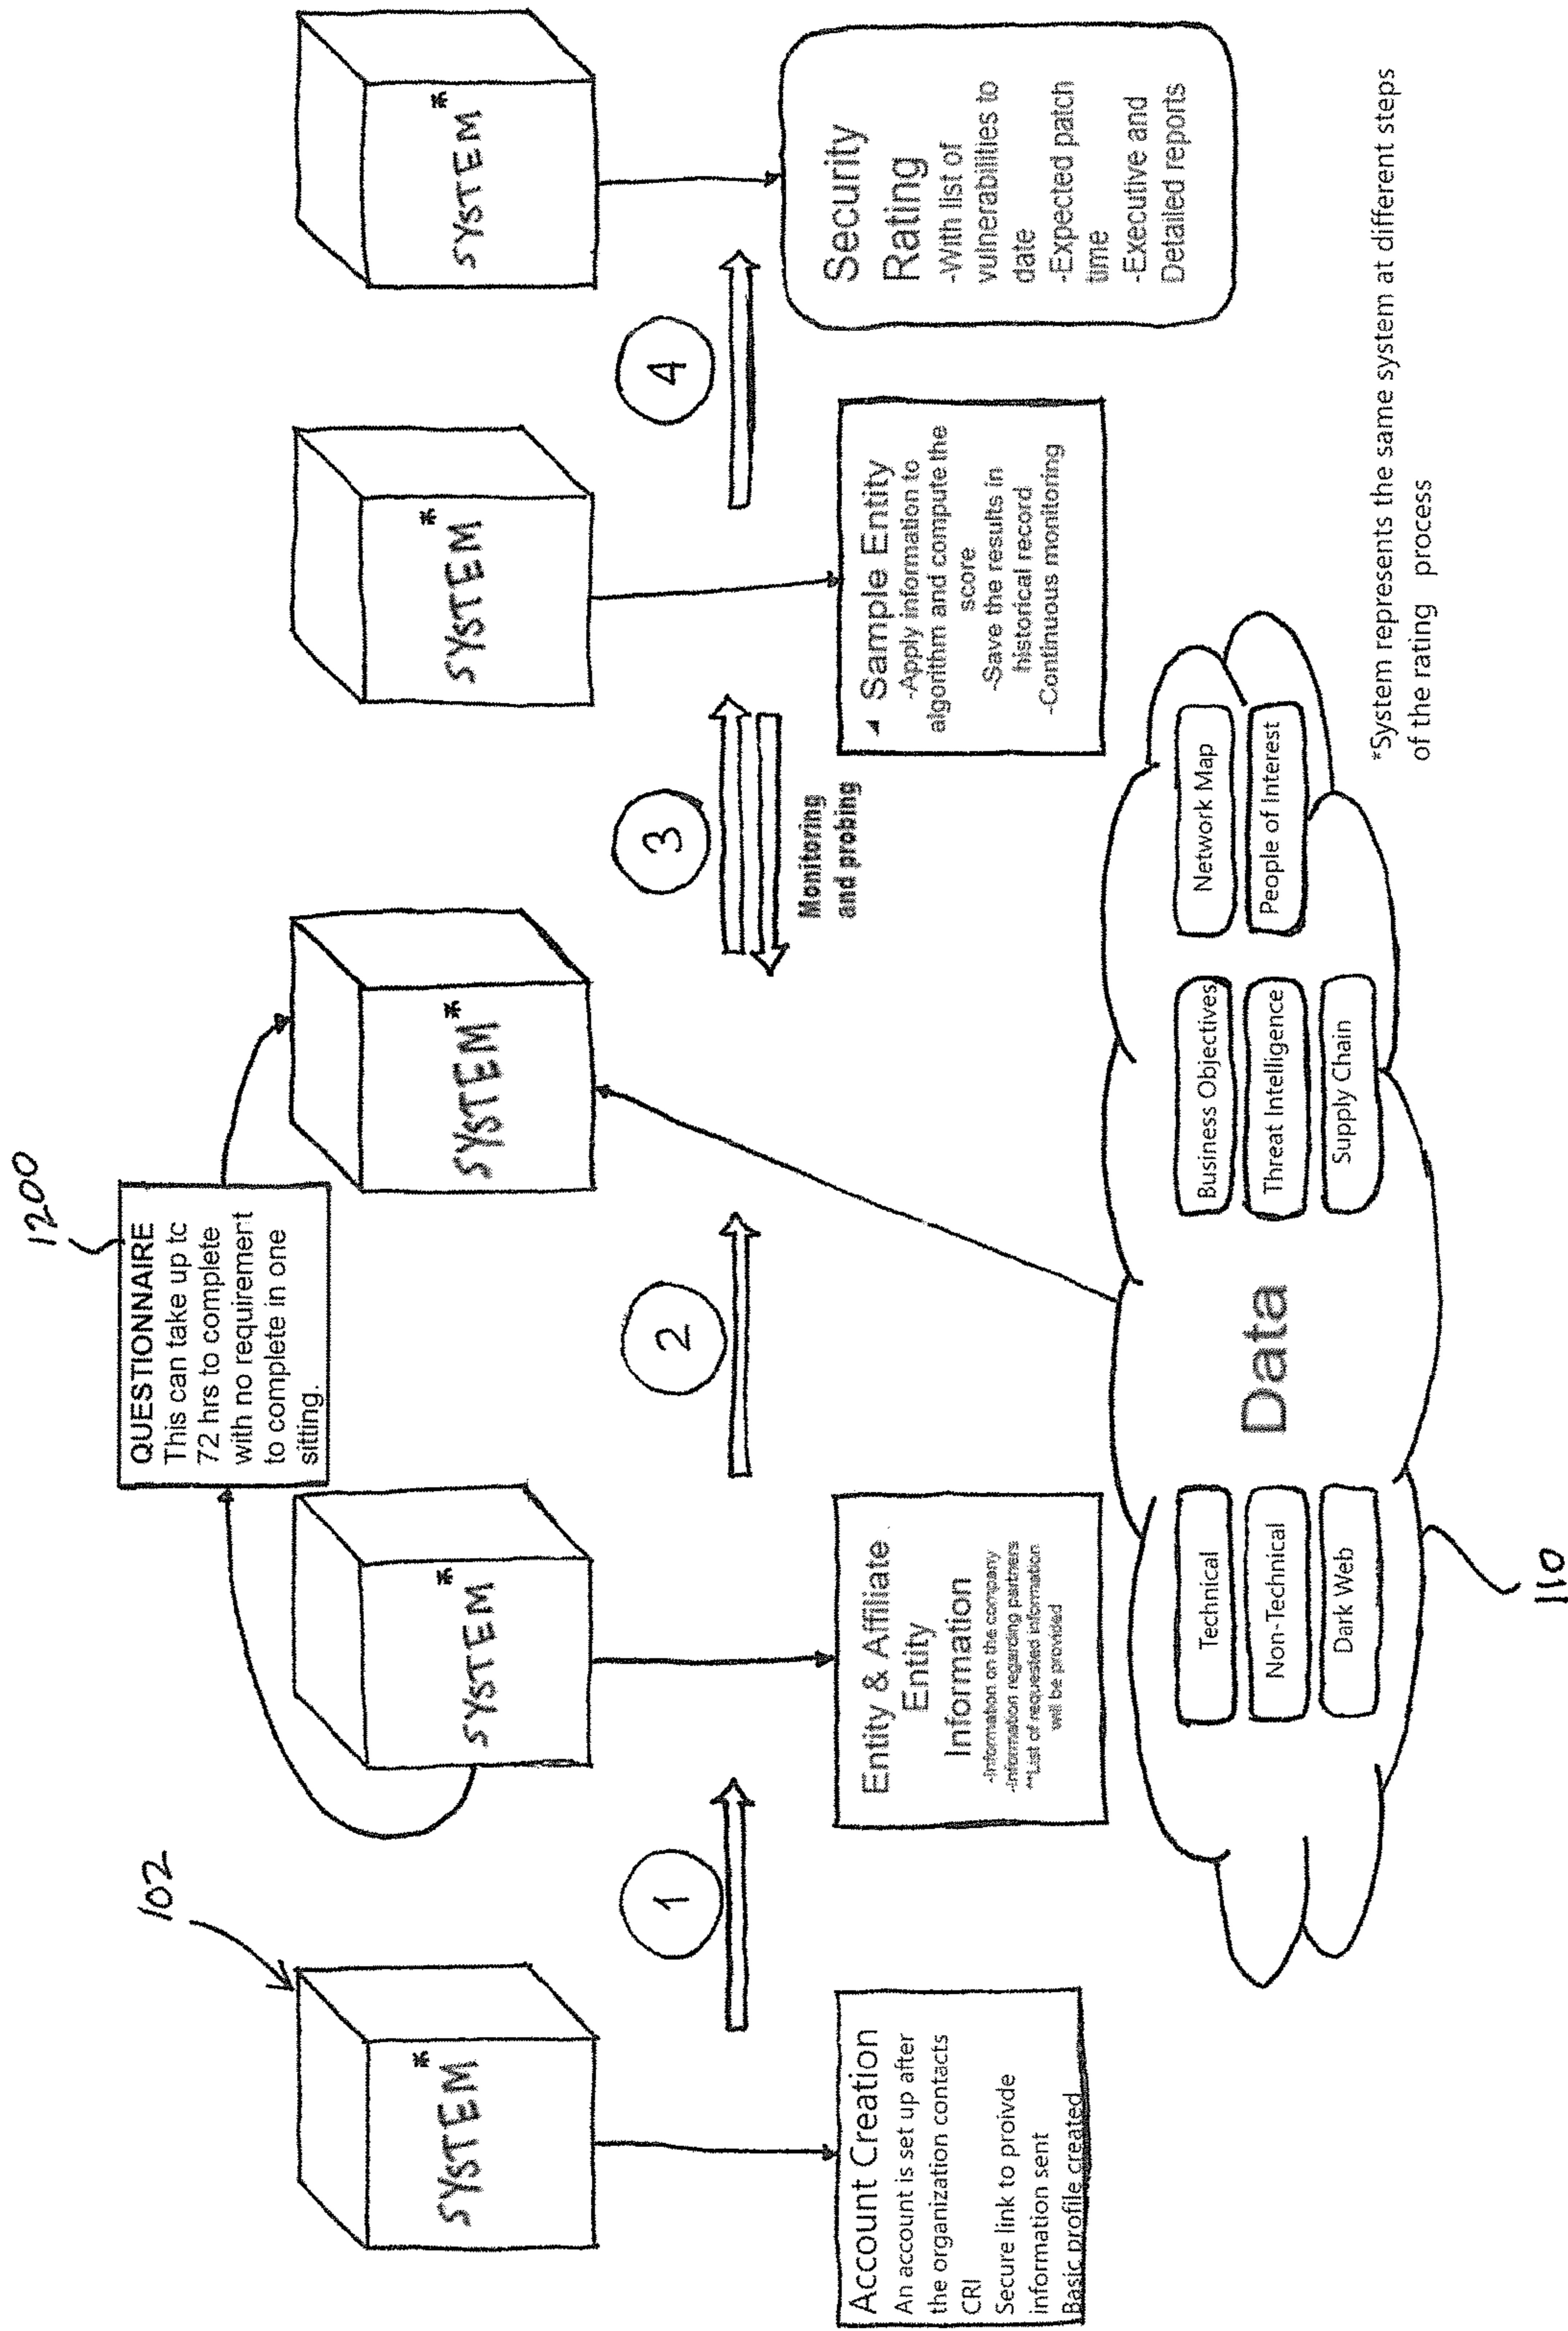 1200
QUESTIONNAIRE
This can take up tc
72 hrs to complete
with no requirement
to complete in one
sitting.
102
SYSTEM*
SYSTEM*
SYSTEM*
SYSTEM*
SYSTEM*
1
2
3
4
Monitoring
and probing
Account Creation
An account is set up after
the organization contacts
CRI
Secure link to proivde
information sent
Basic profile created
Entity & Affiliate
Entity
Information
-Information on the company
-Information regarding partners
**List of requested information
will be provided
Sample Entity
-Apply information to
algorithm and compute the
score
-Save the results in
historical record
-Continuous monitoring
Security
Rating
-With list of
vulnerabilities to
date
-Expected patch
time
-Executive and
Detailed reports
Technical
Non-Technical
Dark Web
Data
Business Objectives
Threat Intelligence
Supply Chain
Network Map
People of Interest
110
*System represents the same system at different steps
of the rating process